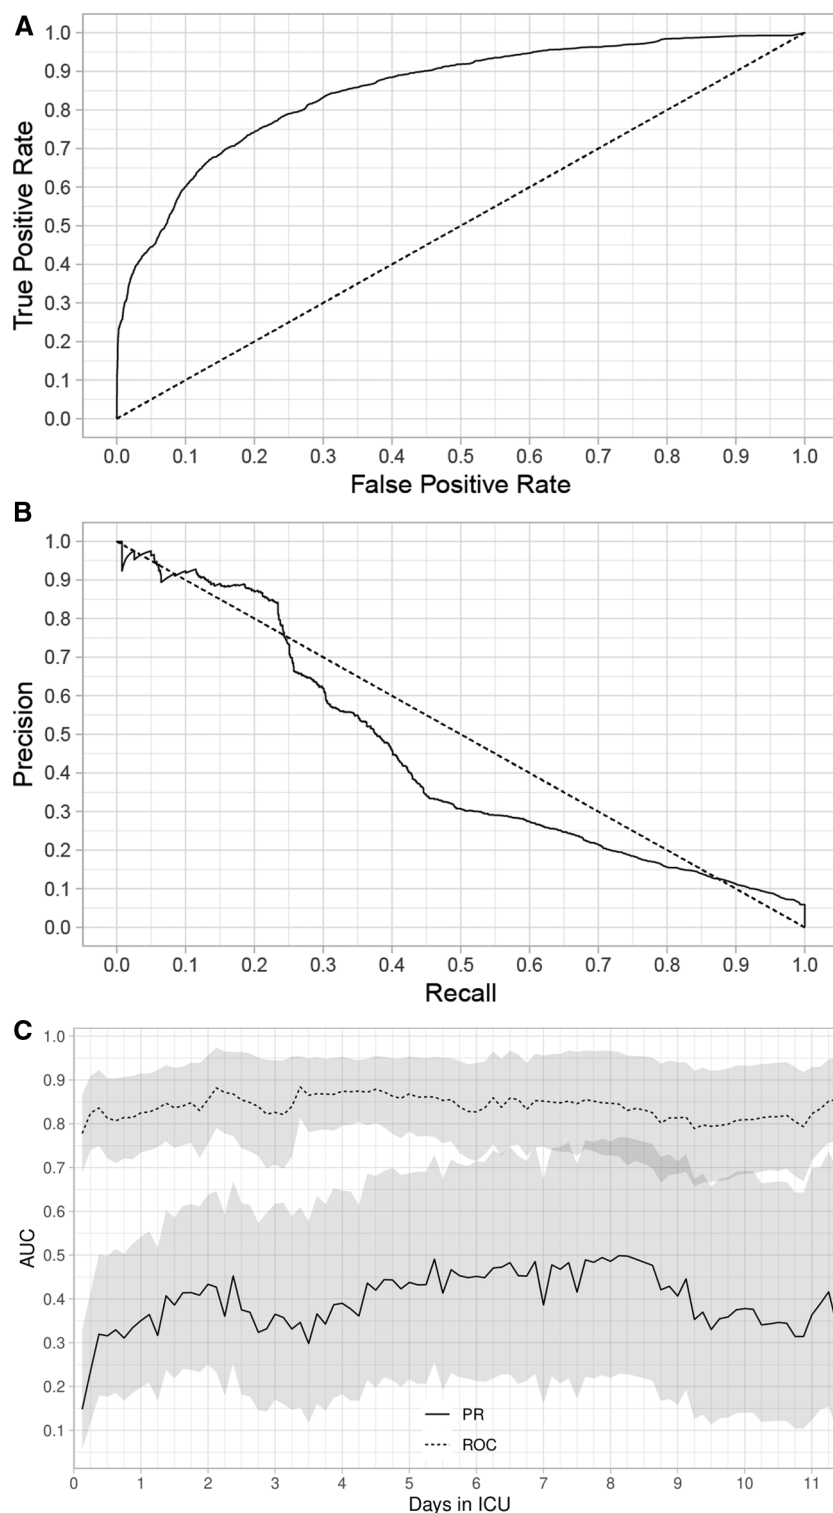 A
True Positive Rate
1.0
0.9
0.8
0.7
0.6
0.5
0.4
0.3
0.2
0.1
0.0
0.0 0.1 0.2 0.3 0.4 0.5 0.6 0.7 0.8 0.9 1.0
False Positive Rate
B
Precision
1.0
0.9
0.8
0.7
0.6
0.5
0.4
0.3
0.2
0.1
0.0
0.0 0.1 0.2 0.3 0.4 0.5 0.6 0.7 0.8 0.9 1.0
Recall
C
AUC
1.0
0.9
0.8
0.7
0.6
0.5
0.4
0.3
0.2
0.1
PR
ROC
0 1 2 3 4 5 6 7 8 9 10 11
Days in ICU